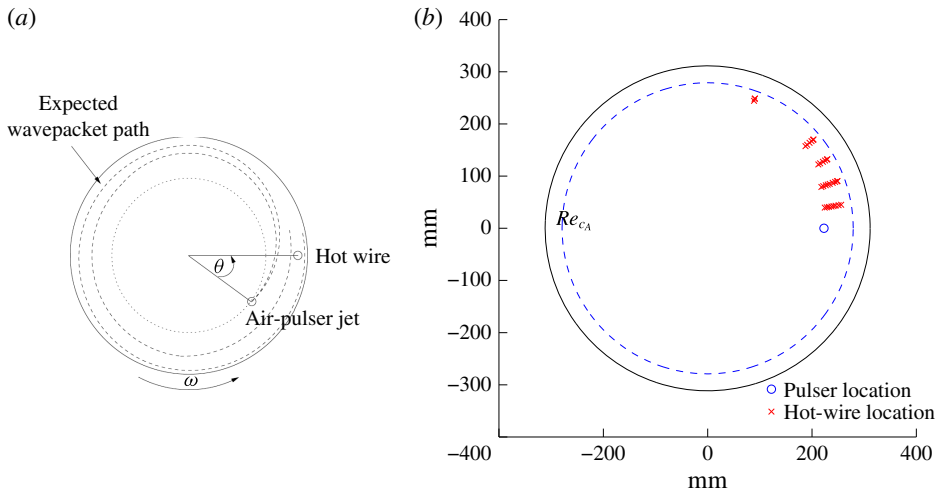 (a)
Expected
wavepacket path
Hot wire
θ
Air-pulser jet
ω
(b)
400
300
200
100
0
−100
−200
−300
−400
mm
Re_{c_A}
Pulser location
Hot-wire location
−200
0
200
400
mm